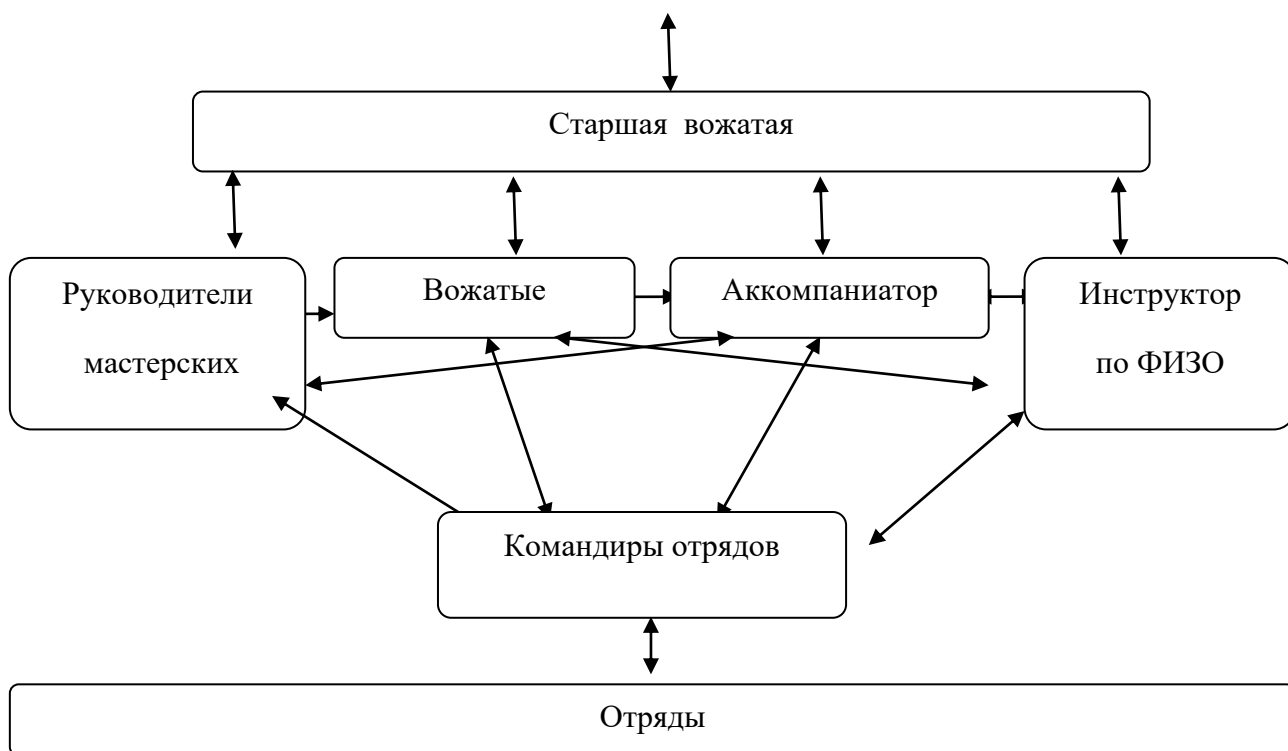 Старшая вожатая
Руководители
мастерских
Вожатые
Аккомпаниатор
Инструктор
по ФИЗО
Командиры отрядов
Отряды